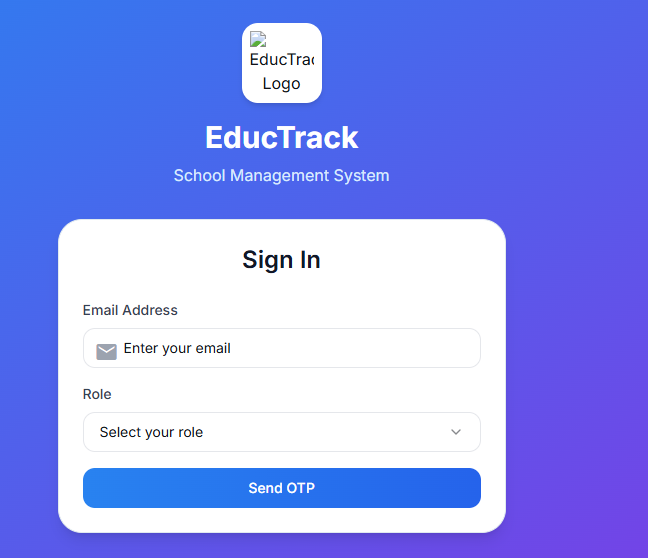 EducTrac
Logo
EducTrack
School Management System
Sign In
Email Address
Enter your email
Role
Select your role
Send OTP